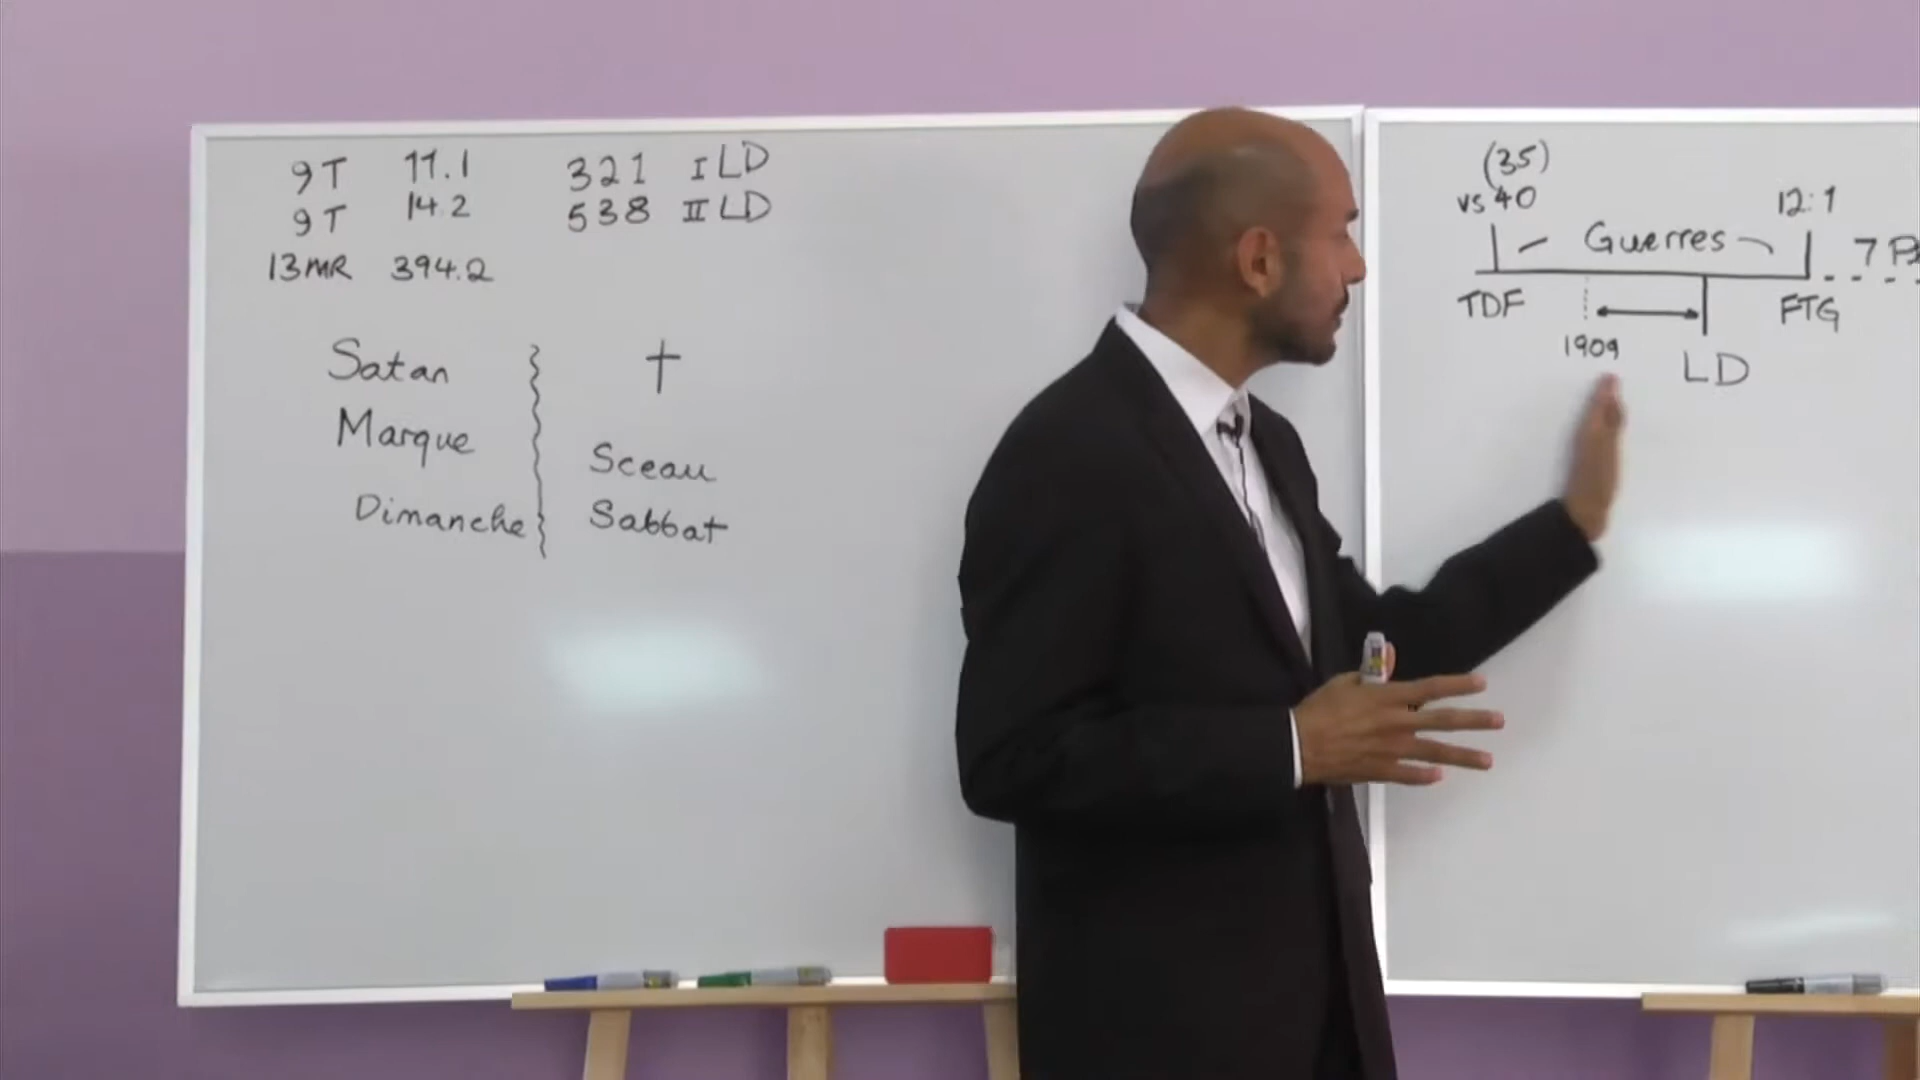 9T 11.1 321 I LD
9T 14.2 538 II LD
13MR 394.2
Satan †
Marque Sceau
Dimanche Sabbat
(35)
vs 40 12:1
Guerres 7
TDF FTG
1909 LD